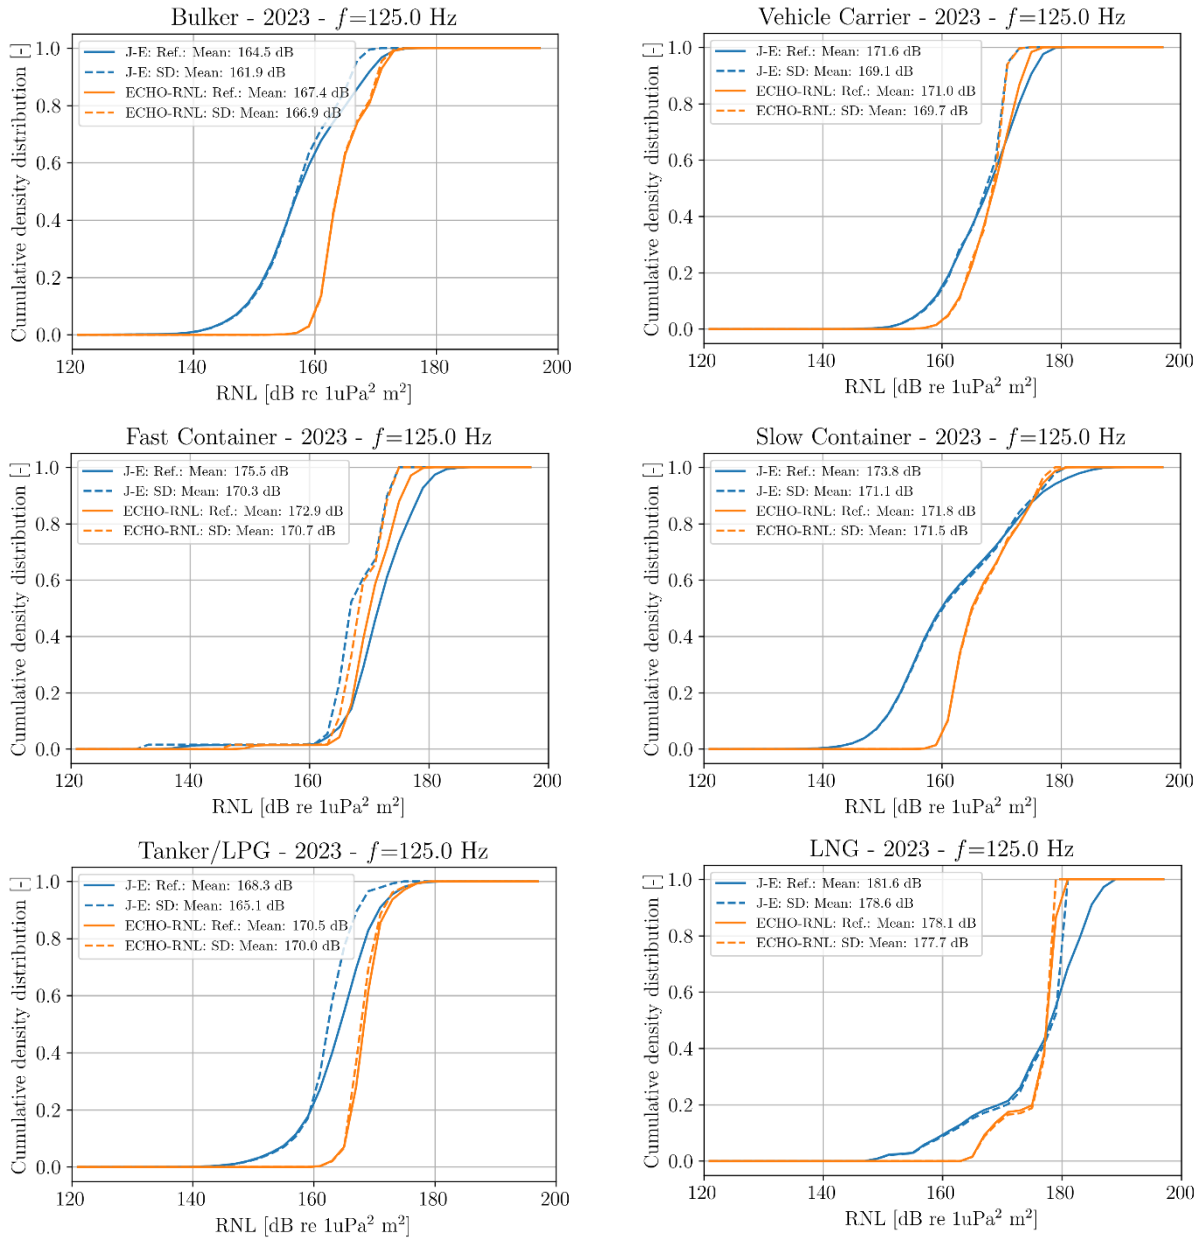 Bulker - 2023 - f=125.0 Hz
J-E: Ref.: Mean: 164.5 dB
J-E: SD: Mean: 161.9 dB
ECHO-RNL: Ref.: Mean: 167.4 dB
ECHO-RNL: SD: Mean: 166.9 dB
Cumulative density distribution [-]
1.0
0.8
0.6
0.4
0.2
0.0
120 140 160 180 200
RNL [dB re 1uPa² m²]
Vehicle Carrier - 2023 - f=125.0 Hz
J-E: Ref.: Mean: 171.6 dB
J-E: SD: Mean: 169.1 dB
ECHO-RNL: Ref.: Mean: 171.0 dB
ECHO-RNL: SD: Mean: 169.7 dB
Cumulative density distribution [-]
1.0
0.8
0.6
0.4
0.2
0.0
120 140 160 180 200
RNL [dB re 1uPa² m²]
Fast Container - 2023 - f=125.0 Hz
J-E: Ref.: Mean: 175.5 dB
J-E: SD: Mean: 170.3 dB
ECHO-RNL: Ref.: Mean: 172.9 dB
ECHO-RNL: SD: Mean: 170.7 dB
Cumulative density distribution [-]
1.0
0.8
0.6
0.4
0.2
0.0
120 140 160 180 200
RNL [dB re 1uPa² m²]
Slow Container - 2023 - f=125.0 Hz
J-E: Ref.: Mean: 173.8 dB
J-E: SD: Mean: 171.1 dB
ECHO-RNL: Ref.: Mean: 171.8 dB
ECHO-RNL: SD: Mean: 171.5 dB
Cumulative density distribution [-]
1.0
0.8
0.6
0.4
0.2
0.0
120 140 160 180 200
RNL [dB re 1uPa² m²]
Tanker/LPG - 2023 - f=125.0 Hz
J-E: Ref.: Mean: 168.3 dB
J-E: SD: Mean: 165.1 dB
ECHO-RNL: Ref.: Mean: 170.5 dB
ECHO-RNL: SD: Mean: 170.0 dB
Cumulative density distribution [-]
1.0
0.8
0.6
0.4
0.2
0.0
120 140 160 180 200
RNL [dB re 1uPa² m²]
LNG - 2023 - f=125.0 Hz
J-E: Ref.: Mean: 181.6 dB
J-E: SD: Mean: 178.6 dB
ECHO-RNL: Ref.: Mean: 178.1 dB
ECHO-RNL: SD: Mean: 177.7 dB
Cumulative density distribution [-]
1.0
0.8
0.6
0.4
0.2
0.0
120 140 160 180 200
RNL [dB re 1uPa² m²]